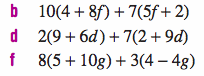 b 10(4 + 8f) + 7(5f + 2)
d 2(9 + 6d) + 7(2 + 9d)
f 8(5 + 10g) + 3(4 − 4g)